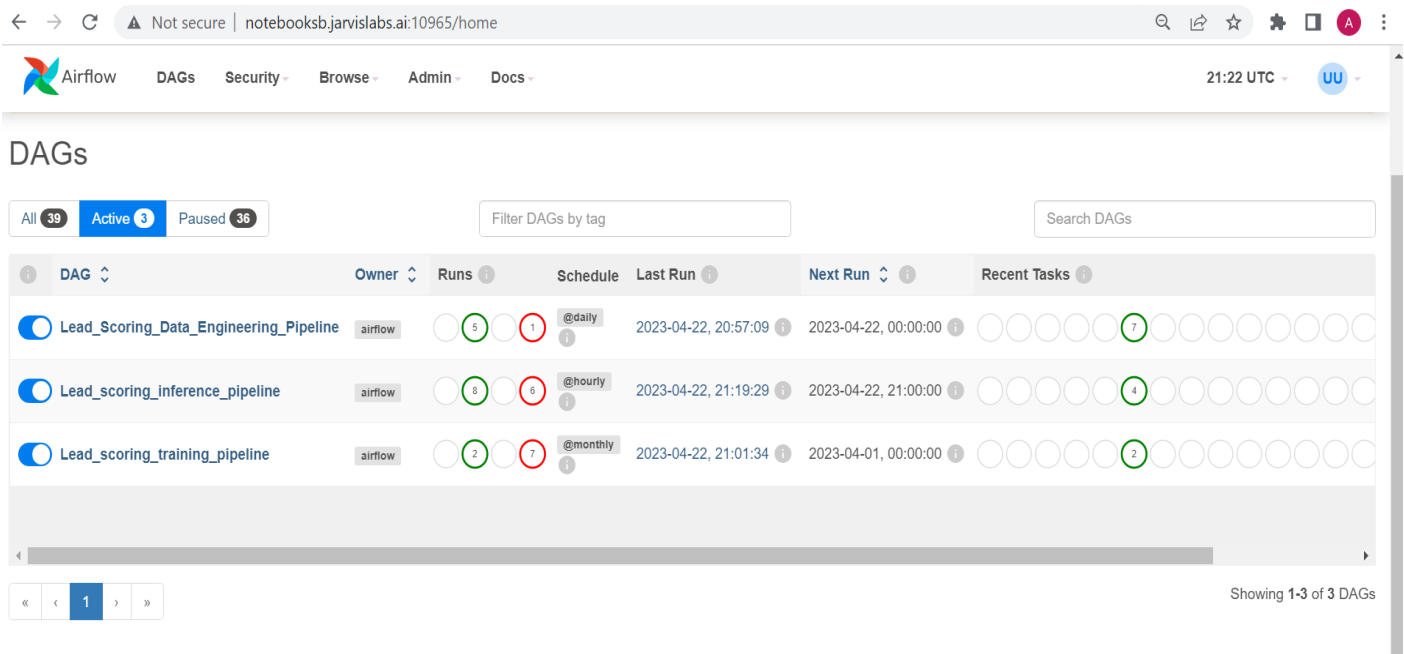 Not secure | notebooksb.jarvislabs.ai:10965/home A
Airflow DAGs Security Browse Admin Docs 21:22 UTC UU
DAGs
All 39 Active 3 Paused 36 Filter DAGs by tag Search DAGs
i DAG Owner Runs i Schedule Last Run i Next Run i Recent Tasks i
Lead_Scoring_Data_Engineering_Pipeline airflow 5 1 @daily i 2023-04-22, 20:57:09 i 2023-04-22, 00:00:00 i 7
Lead_scoring_inference_pipeline airflow 8 6 @hourly i 2023-04-22, 21:19:29 i 2023-04-22, 21:00:00 i 4
Lead_scoring_training_pipeline airflow 2 7 @monthly i 2023-04-22, 21:01:34 i 2023-04-01, 00:00:00 i 2
« ‹ 1 › » Showing 1-3 of 3 DAGs